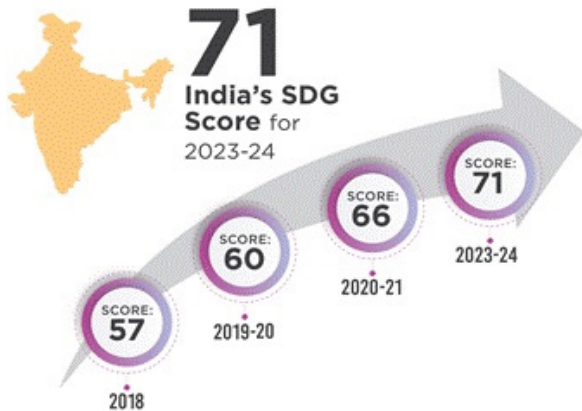 71
India's SDG
Score for
2023-24
SCORE:
57
2018
SCORE:
60
2019-20
SCORE:
66
2020-21
SCORE:
71
2023-24